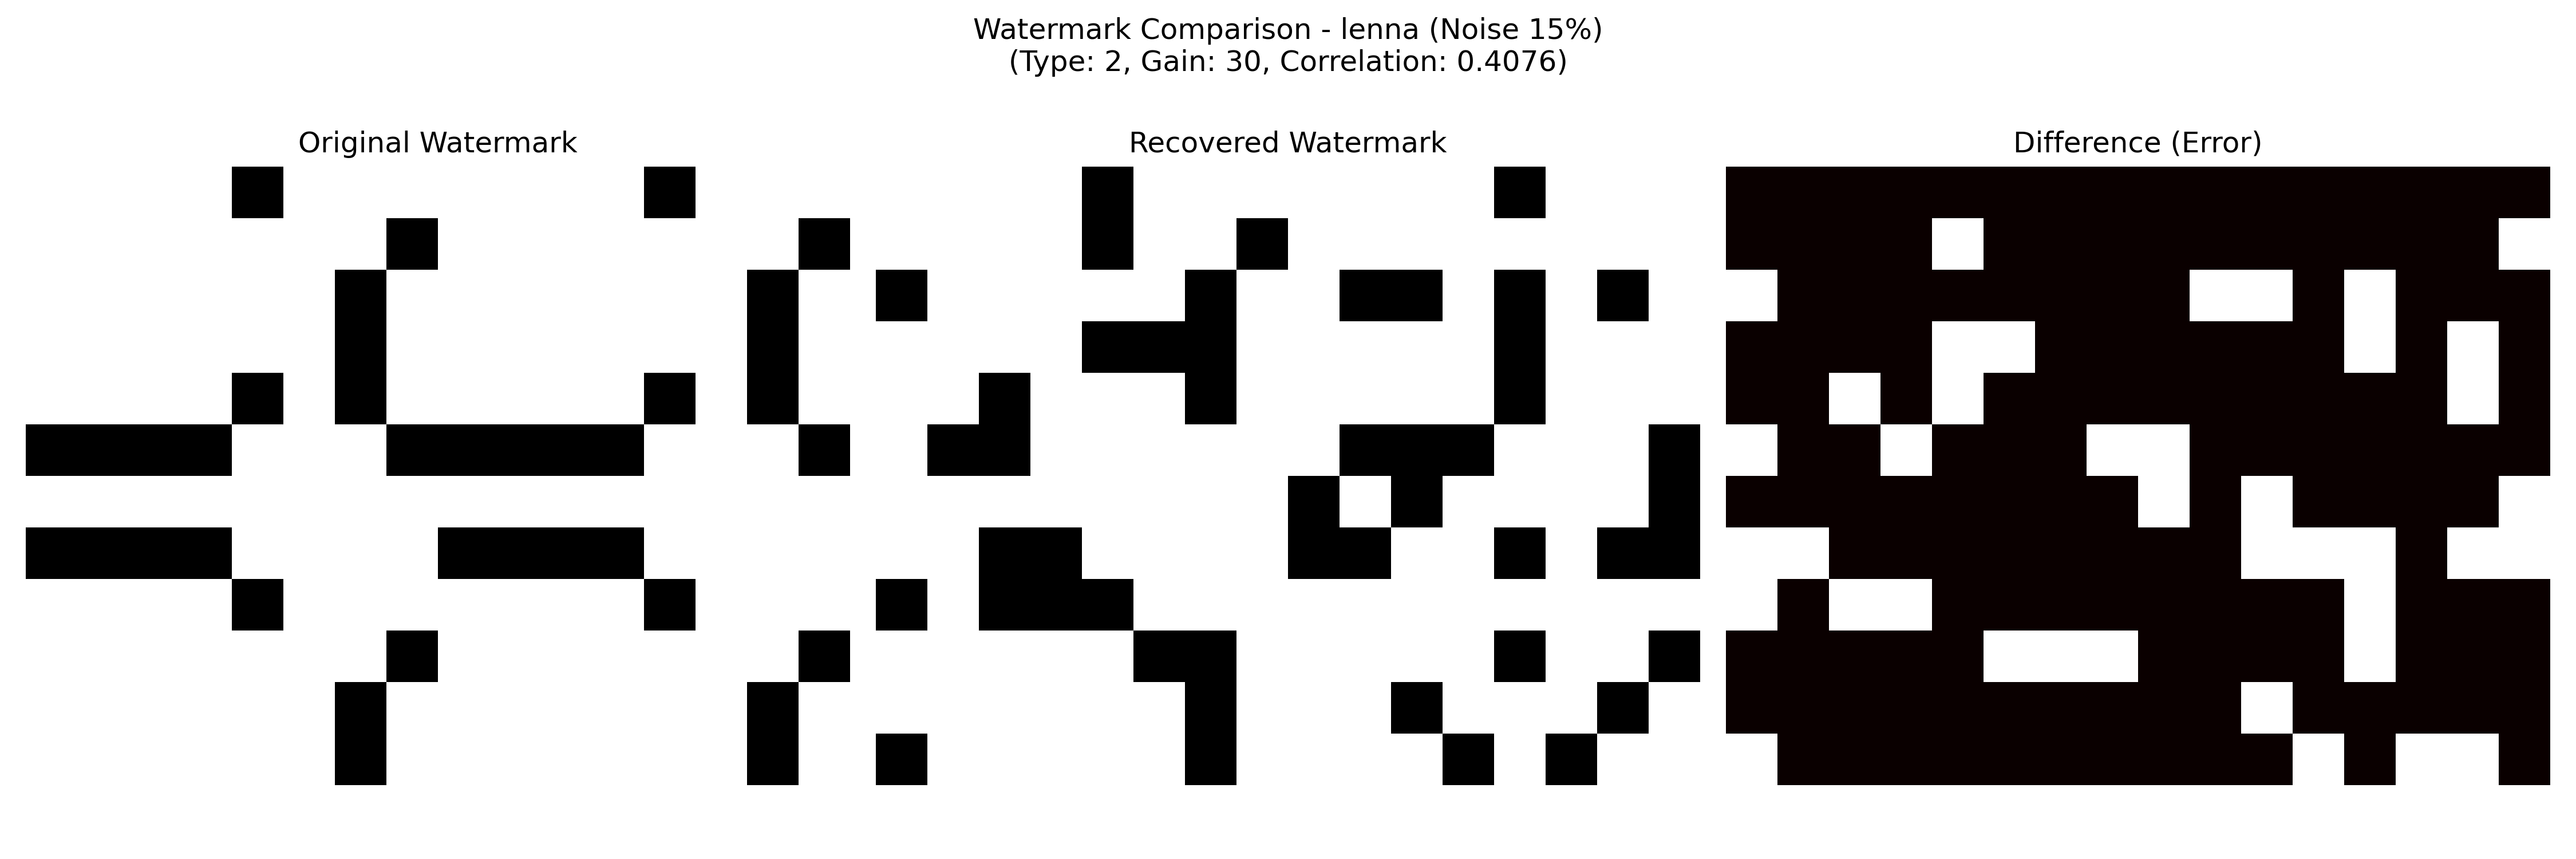 Watermark Comparison - lenna (Noise 15%)
(Type: 2, Gain: 30, Correlation: 0.4076)
Original Watermark
Recovered Watermark
Difference (Error)